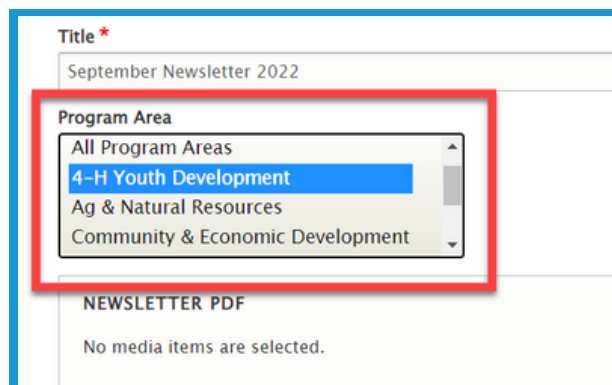 Title *
September Newsletter 2022
Program Area
All Program Areas
4-H Youth Development
Ag & Natural Resources
Community & Economic Development
NEWSLETTER PDF
No media items are selected.